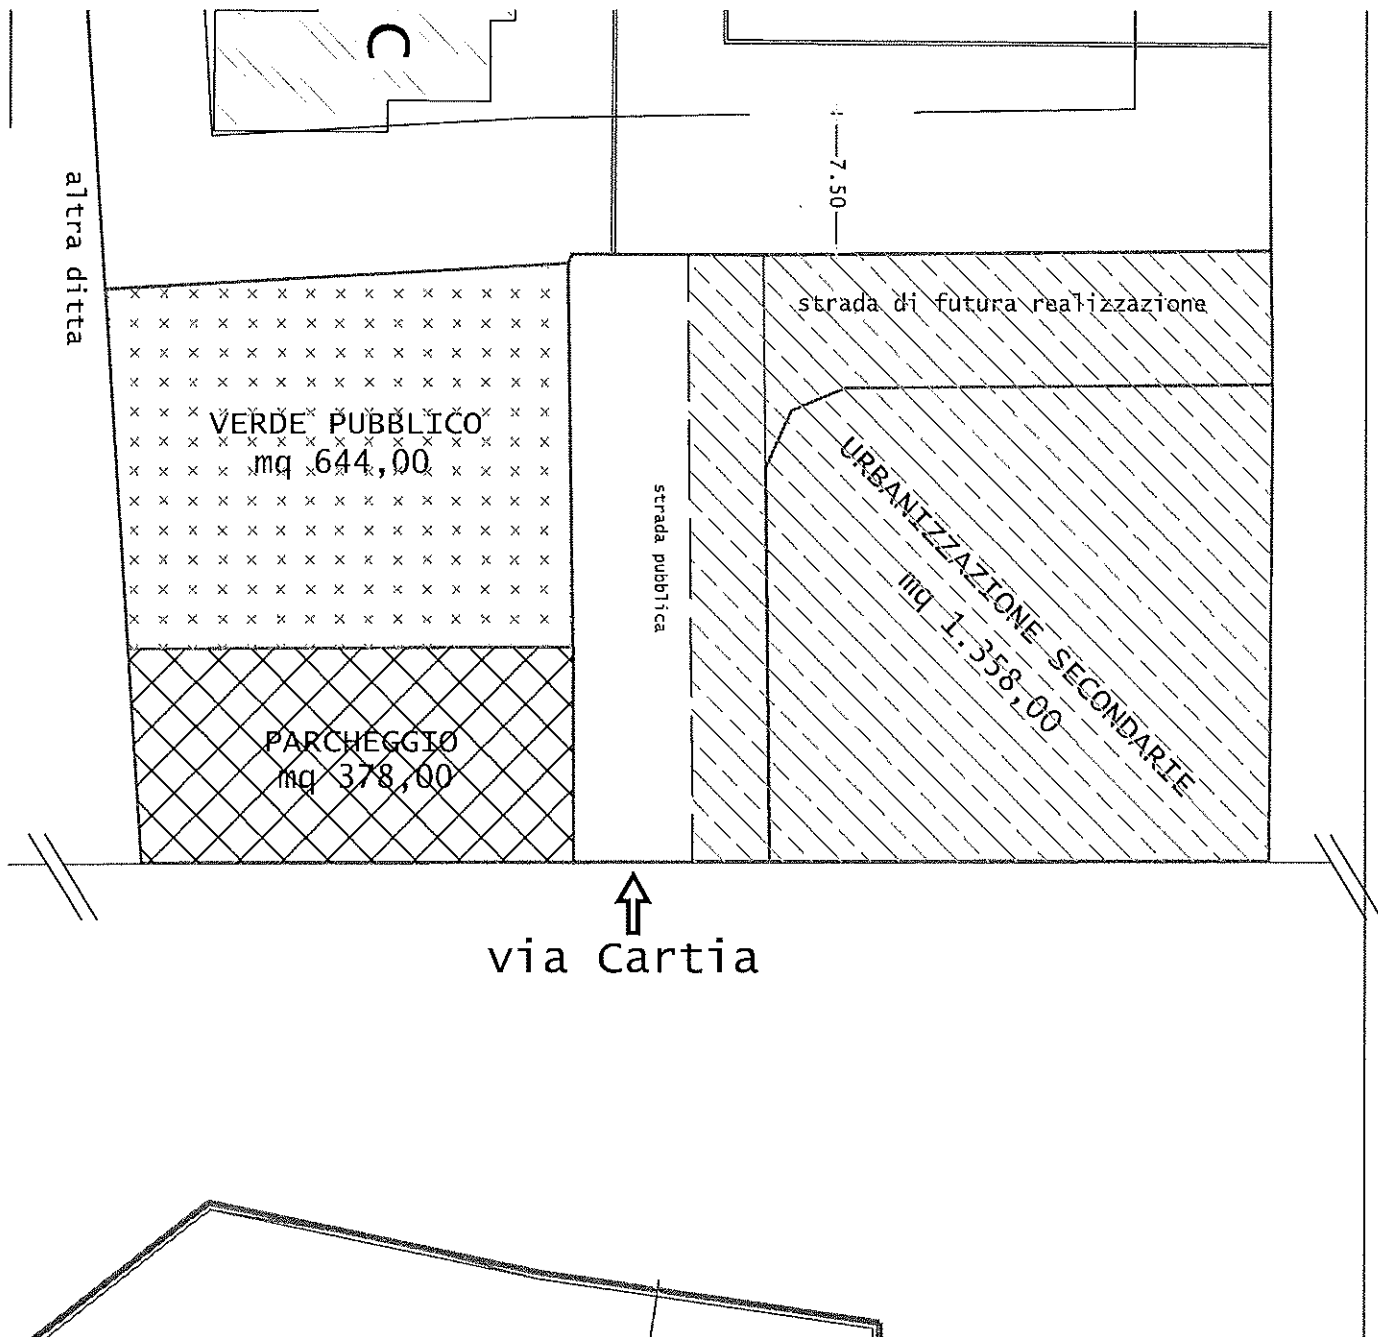 C
7.50
altra ditta
strada di futura realizzazione
VERDE PUBBLICO
mq 644,00
strada pubblica
URBANIZZAZIONE SECONDARIE
mq 1.358,00
PARCHEGGIO
mq 378,00
via Cartia